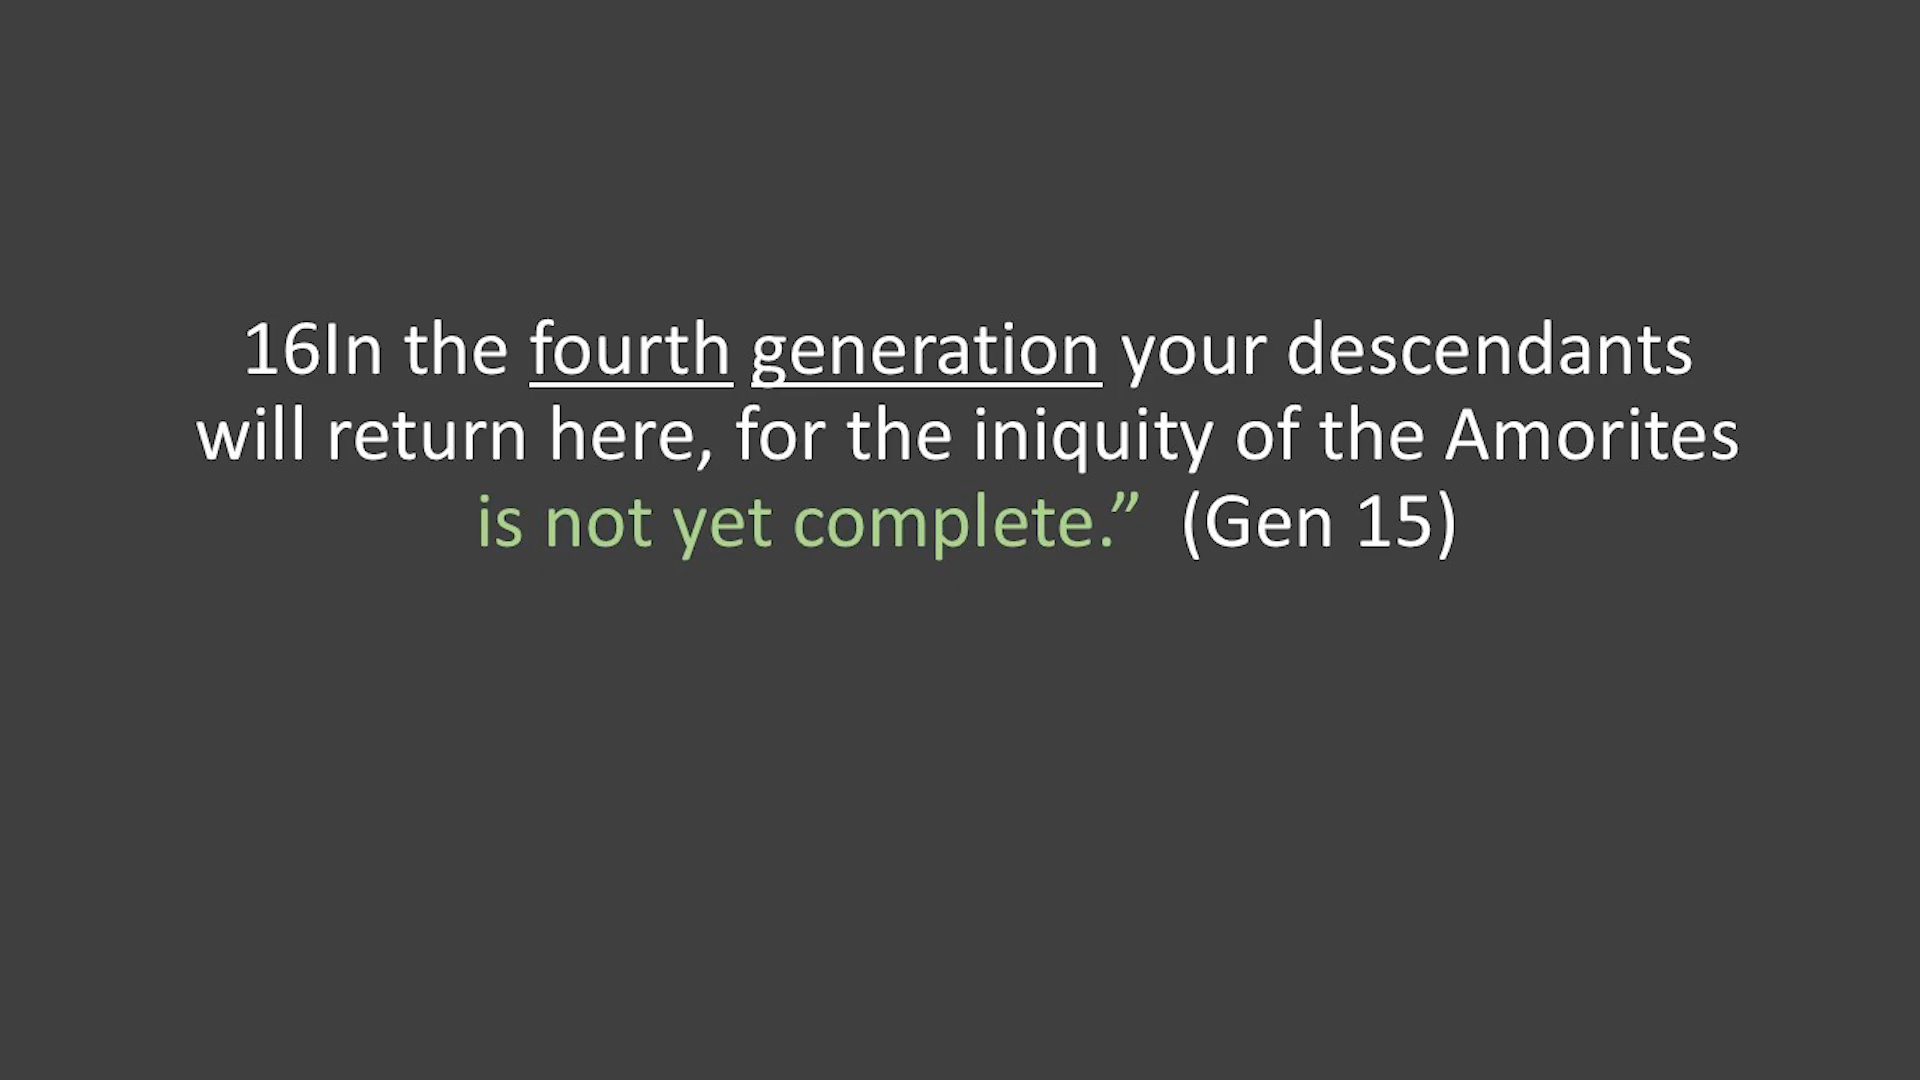 16In the fourth generation your descendants
will return here, for the iniquity of the Amorites
is not yet complete.” (Gen 15)